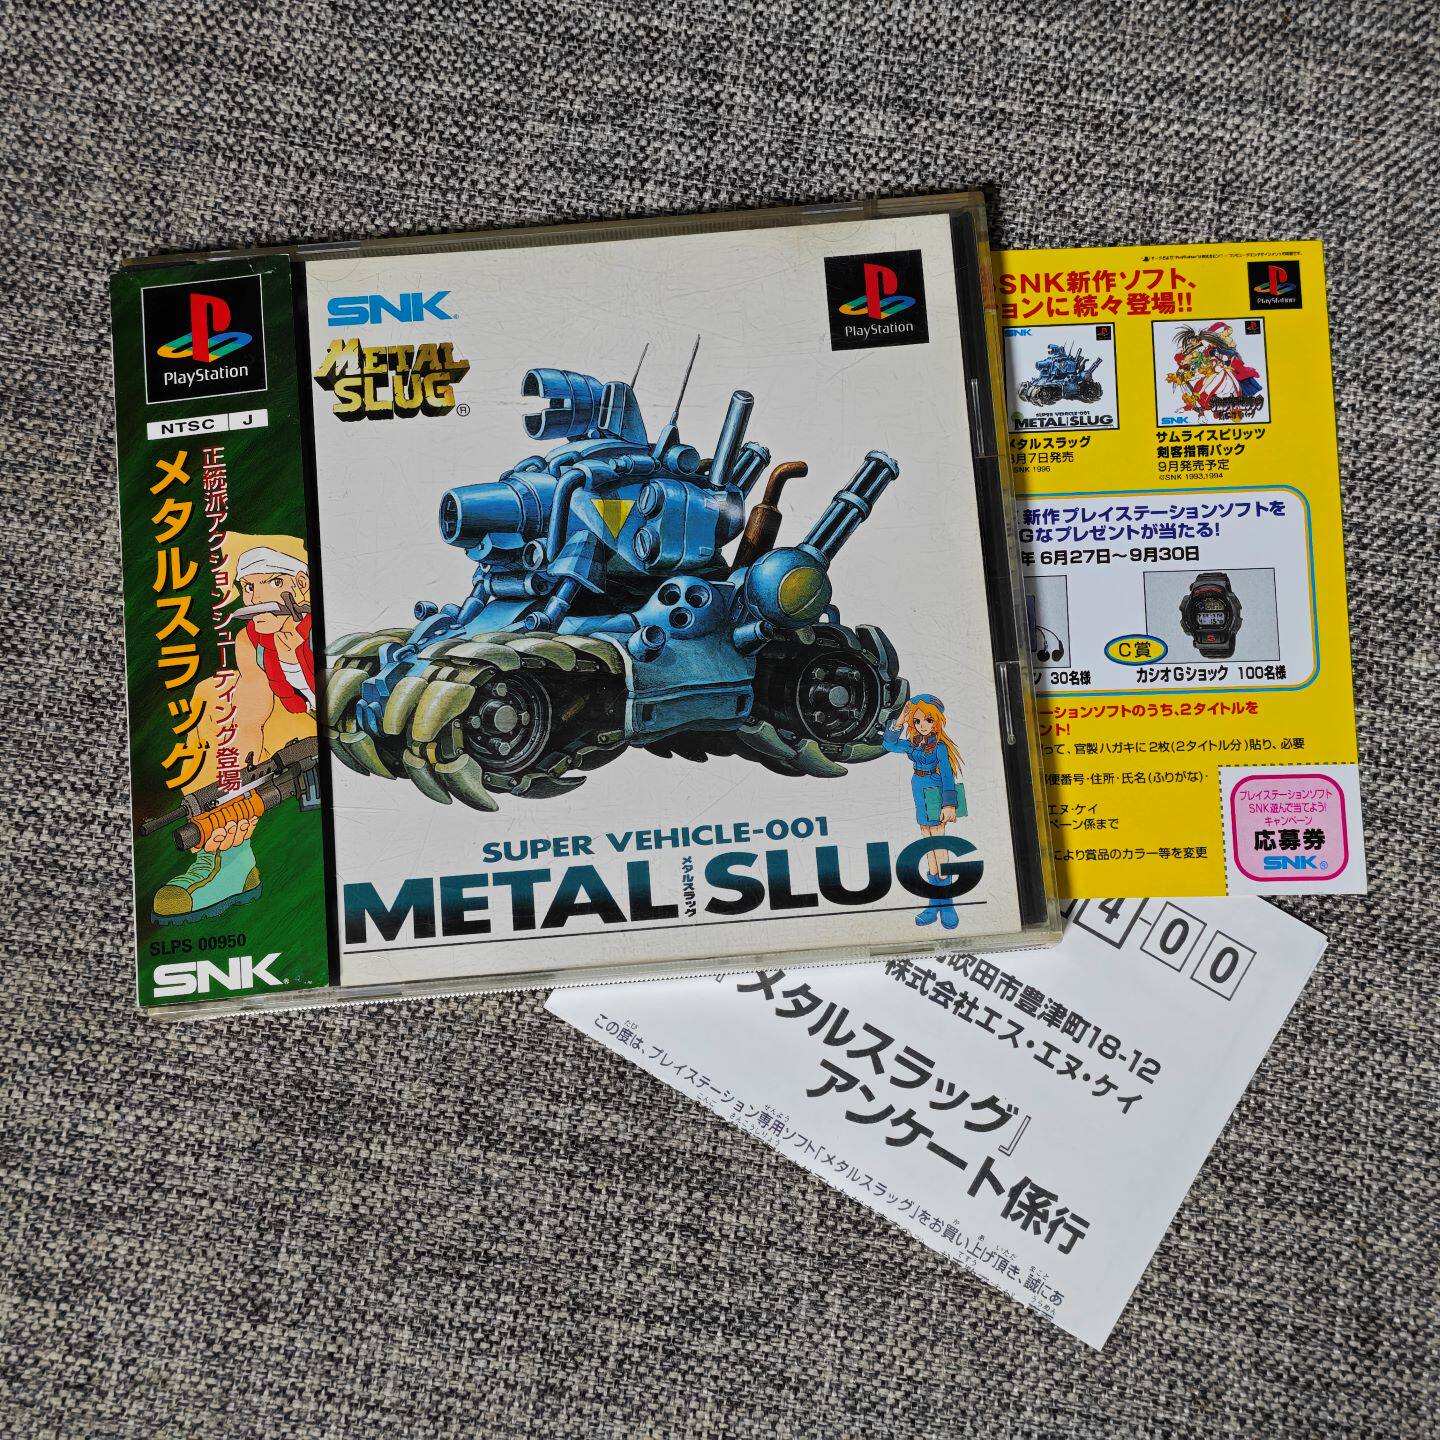 PlayStation
NTSC J
正統派アクションシューティング登場
メタルスラッグ
SLPS 00950
SNK
SNK
METAL
SLUG
PlayStation
SUPER VEHICLE-001
METAL SLUG
メタルスラッグ
SNK新作ソフト、
ョンに続々登場!!
PlayStation
SNK
SUPER VEHICLE-001
METAL SLUG
メタルスラッグ
月7日発売
SNK 1996
SNK
サムライスピリッツ
剣客指南パック
9月発売予定
©SNK 1993,1994
新作プレイステーションソフトを
Gなプレゼントが当たる!
年 6月27日〜9月30日
30名様
C賞
カシオGショック 100名様
ーションソフトのうち、2タイトルを
ント!
って、官製ハガキに2枚(2タイトル分)貼り、必要
郵便番号・住所・氏名(ふりがな)・
エヌ・ケイ
ペーン係まで
により賞品のカラー等を変更
プレイステーションソフト
SNK遊んで当てよう!
キャンペーン
応募券
SNK
4-00
吹田市豊津町18-12
株式会社エス・エヌ・ケイ
『メタルスラッグ』
アンケート係行
この度は、プレイステーション専用ソフト「メタルスラッグ」をお買い上げ頂き、誠にあ